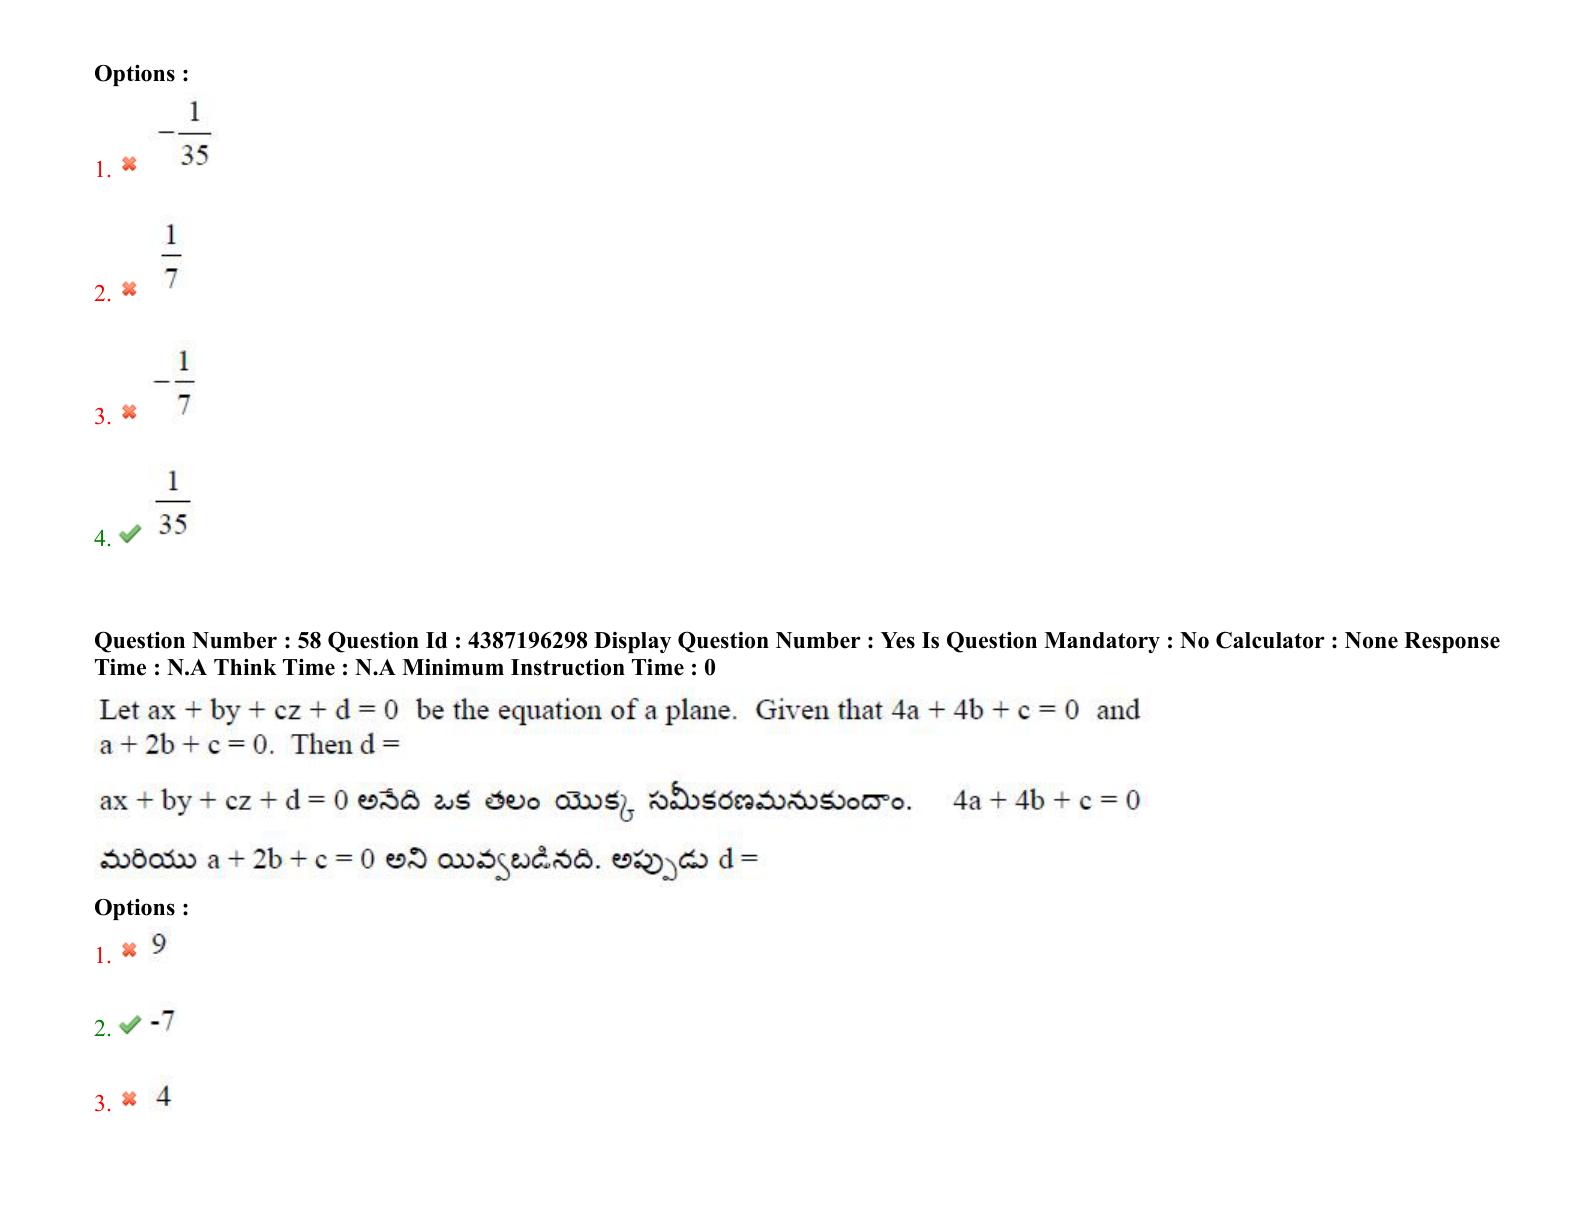 Options :
1. -1/35
2. 1/7
3. -1/7
4. 1/35
Question Number : 58 Question Id : 4387196298 Display Question Number : Yes Is Question Mandatory : No Calculator : None Response
Time : N.A Think Time : N.A Minimum Instruction Time : 0
Let ax + by + cz + d = 0 be the equation of a plane. Given that 4a + 4b + c = 0 and
a + 2b + c = 0. Then d =
ax + by + cz + d = 0 అనేది ఒక తలం యొక్క సమీకరణమనుకుందాం. 4a + 4b + c = 0
మరియు a + 2b + c = 0 అని యివ్వబడినది. అప్పుడు d =
Options :
1. 9
2. -7
3. 4